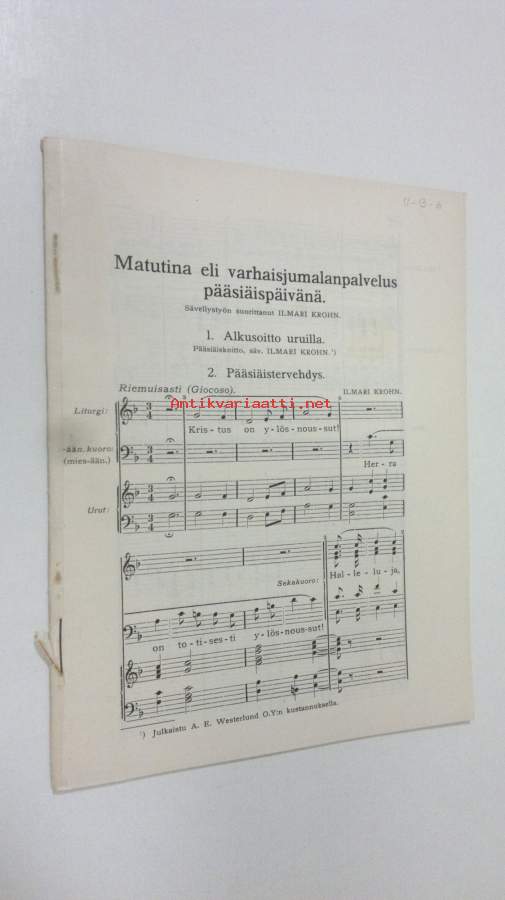 Matutina eli varhaisjumalanpalvelus
pääsiäispäivänä.
Sävellystyön suorittanut ILMARI KROHN.
1. Alkusoitto uruilla.
Pääsiäiskoitto, säv. ILMARI KROHN.¹)
2. Pääsiäistervehdys.
Riemuisasti (Giocoso).
ILMARI KROHN.
Antikvariaatti.net
Liturgi:
Kris - tus on y - lös - nous - sut!
-ään. kuoro:
(mies-ään.)
Her - ra
Urut:
Sekakuoro:
Hal - le - lu - ja,
on to - ti - ses - ti y - lös - nous - sut!
¹) Julkaistu A. E. Westerlund O.Y:n kustannuksella.